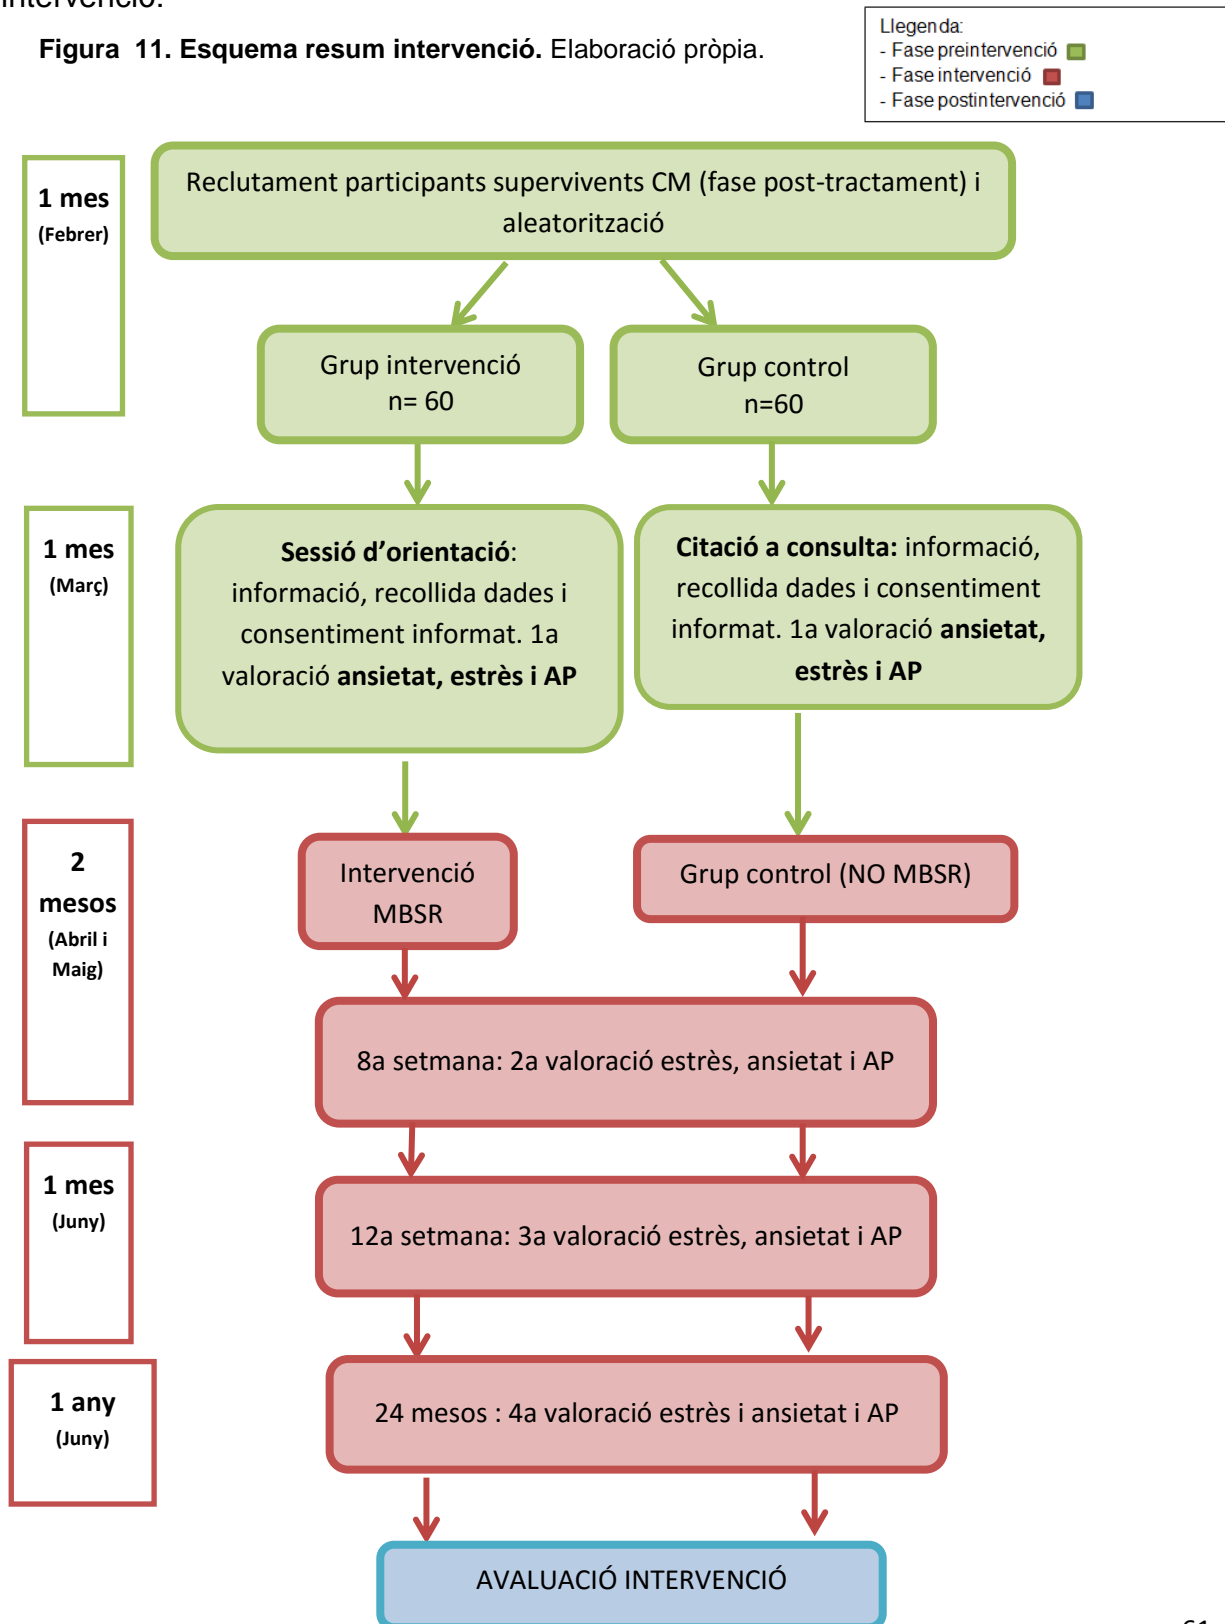 intervenció.
Figura 11. Esquema resum intervenció. Elaboració pròpia.
Llegenda:
- Fase preintervenció
- Fase intervenció
- Fase postintervenció
1 mes
(Febrer)
Reclutament participants supervivents CM (fase post-tractament) i
aleatorització
Grup intervenció
n= 60
Grup control
n=60
1 mes
(Març)
Sessió d’orientació:
informació, recollida dades i
consentiment informat. 1a
valoració ansietat, estrès i AP
Citació a consulta: informació,
recollida dades i consentiment
informat. 1a valoració ansietat,
estrès i AP
2
mesos
(Abril i
Maig)
Intervenció
MBSR
Grup control (NO MBSR)
8a setmana: 2a valoració estrès, ansietat i AP
1 mes
(Juny)
12a setmana: 3a valoració estrès, ansietat i AP
1 any
(Juny)
24 mesos : 4a valoració estrès i ansietat i AP
AVALUACIÓ INTERVENCIÓ